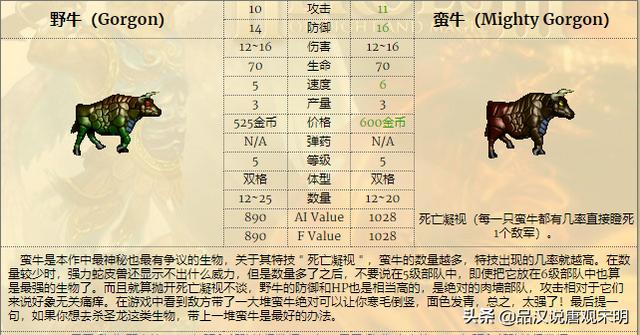 野牛（Gorgon）
蛮牛（Mighty Gorgon）
10 攻击 11
14 防御 16
12~16 伤害 12~16
70 生命 70
5 速度 6
3 产量 3
525金币 价格 600金币
N/A 弹药 N/A
5 等级 5
双格 体型 双格
12~25 数量 12~20
890 AI Value 1028
890 F Value 1028
死亡凝视（每一只蛮牛都有几率直接瞪死
1个敌军）。
蛮牛是本作中最神秘也最有争议的生物，关于其特技"死亡凝视"，蛮牛的数量越多，特技出现的几率就越高。在数
量较少时，强力蛇皮兽还显示不出什么威力，但是数量多了之后，不要说在5级部队中，即使把它放在6级部队中也算
是最强的生物了。而且就算抛开死亡凝视不谈，野牛的防御和HP也是相当高的，是绝对的肉墙部队，攻击相对于它们
来说好象无关痛痒。在游戏中看到敌方带了一大堆蛮牛绝对可以让你寒毛倒竖，面色发青，总之，太强了！最后提一
句，如果你想去杀圣龙这类生物，带上一堆蛮牛是最好的办法。
头条 @品汉说唐观宋明